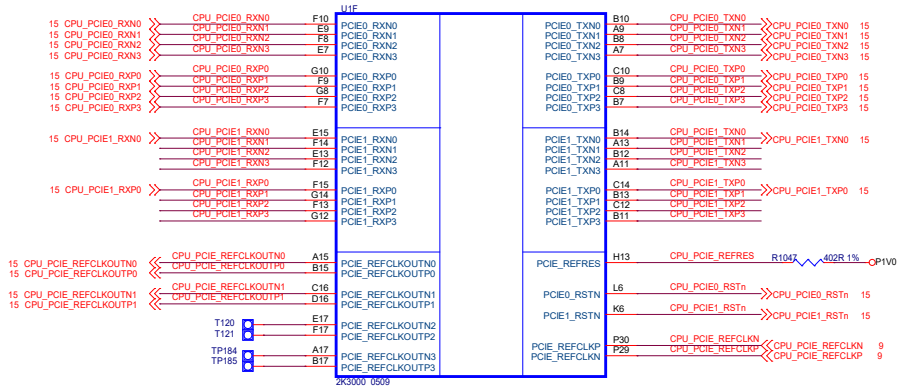 U1F
15 CPU_PCIE0_RXN0 CPU_PCIE0_RXN0 F10 PCIE0_RXN0 PCIE0_TXN0 B10 CPU_PCIE0_TXN0 CPU_PCIE0_TXN0 15
15 CPU_PCIE0_RXN1 CPU_PCIE0_RXN1 E9 PCIE0_RXN1 PCIE0_TXN1 A9 CPU_PCIE0_TXN1 CPU_PCIE0_TXN1 15
15 CPU_PCIE0_RXN2 CPU_PCIE0_RXN2 F8 PCIE0_RXN2 PCIE0_TXN2 B8 CPU_PCIE0_TXN2 CPU_PCIE0_TXN2 15
15 CPU_PCIE0_RXN3 CPU_PCIE0_RXN3 E7 PCIE0_RXN3 PCIE0_TXN3 A7 CPU_PCIE0_TXN3 CPU_PCIE0_TXN3 15
15 CPU_PCIE0_RXP0 CPU_PCIE0_RXP0 G10 PCIE0_RXP0 PCIE0_TXP0 C10 CPU_PCIE0_TXP0 CPU_PCIE0_TXP0 15
15 CPU_PCIE0_RXP1 CPU_PCIE0_RXP1 F9 PCIE0_RXP1 PCIE0_TXP1 B9 CPU_PCIE0_TXP1 CPU_PCIE0_TXP1 15
15 CPU_PCIE0_RXP2 CPU_PCIE0_RXP2 G8 PCIE0_RXP2 PCIE0_TXP2 C8 CPU_PCIE0_TXP2 CPU_PCIE0_TXP2 15
15 CPU_PCIE0_RXP3 CPU_PCIE0_RXP3 F7 PCIE0_RXP3 PCIE0_TXP3 B7 CPU_PCIE0_TXP3 CPU_PCIE0_TXP3 15
15 CPU_PCIE1_RXN0 CPU_PCIE1_RXN0 E15 PCIE1_RXN0 PCIE1_TXN0 B14 CPU_PCIE1_TXN0 CPU_PCIE1_TXN0 15
CPU_PCIE1_RXN1 F14 PCIE1_RXN1 PCIE1_TXN1 A13 CPU_PCIE1_TXN1
CPU_PCIE1_RXN2 E13 PCIE1_RXN2 PCIE1_TXN2 B12 CPU_PCIE1_TXN2
CPU_PCIE1_RXN3 F12 PCIE1_RXN3 PCIE1_TXN3 A11 CPU_PCIE1_TXN3
15 CPU_PCIE1_RXP0 CPU_PCIE1_RXP0 F15 PCIE1_RXP0 PCIE1_TXP0 C14 CPU_PCIE1_TXP0 CPU_PCIE1_TXP0 15
CPU_PCIE1_RXP1 G14 PCIE1_RXP1 PCIE1_TXP1 B13 CPU_PCIE1_TXP1
CPU_PCIE1_RXP2 F13 PCIE1_RXP2 PCIE1_TXP2 C12 CPU_PCIE1_TXP2
CPU_PCIE1_RXP3 G12 PCIE1_RXP3 PCIE1_TXP3 B11 CPU_PCIE1_TXP3
15 CPU_PCIE_REFCLKOUTN0 CPU_PCIE_REFCLKOUTN0 A15 PCIE_REFCLKOUTN0 PCIE_REFRES H13 CPU_PCIE_REFRES R1047 402R 1% P1V0
15 CPU_PCIE_REFCLKOUTP0 CPU_PCIE_REFCLKOUTP0 B15 PCIE_REFCLKOUTP0
15 CPU_PCIE_REFCLKOUTN1 CPU_PCIE_REFCLKOUTN1 C16 PCIE_REFCLKOUTN1 PCIE0_RSTN L6 CPU_PCIE0_RSTn CPU_PCIE0_RSTn 15
15 CPU_PCIE_REFCLKOUTP1 CPU_PCIE_REFCLKOUTP1 D16 PCIE_REFCLKOUTP1
PCIE1_RSTN K6 CPU_PCIE1_RSTn CPU_PCIE1_RSTn 15
T120 E17 PCIE_REFCLKOUTN2
T121 F17 PCIE_REFCLKOUTP2
PCIE_REFCLKP P30 CPU_PCIE_REFCLKN CPU_PCIE_REFCLKN 9
TP184 A17 PCIE_REFCLKOUTN3 PCIE_REFCLKN P29 CPU_PCIE_REFCLKP CPU_PCIE_REFCLKP 9
TP185 B17 PCIE_REFCLKOUTP3
2K3000_0509